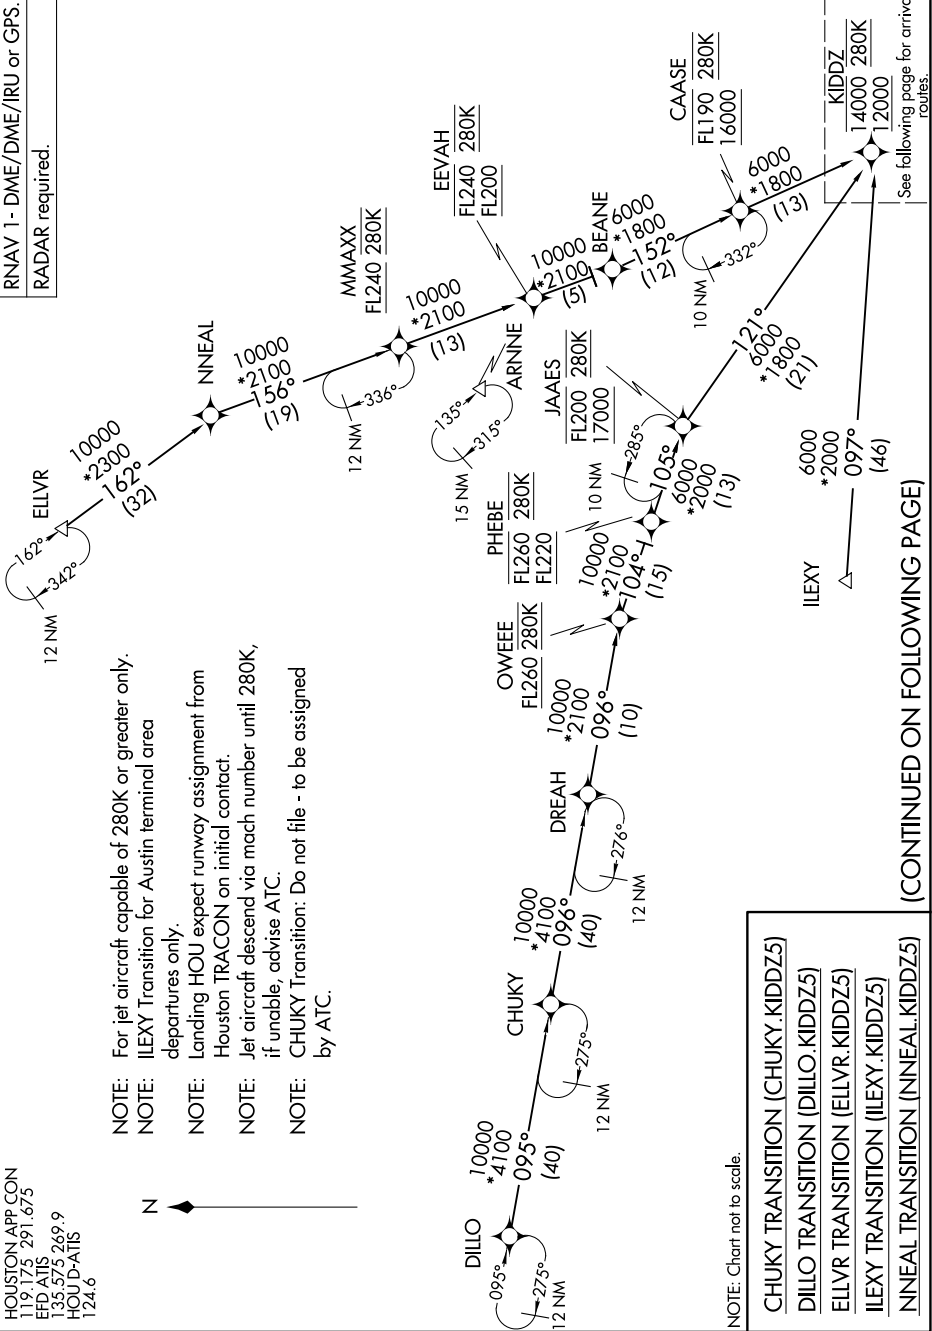 HOUSTON APP CON
119.175 291.675
EFD ATIS
135.575 269.9
HOU D-ATIS
124.6
RNAV 1 - DME/DME/IRU or GPS.
RADAR required.
NOTE: For jet aircraft capable of 280K or greater only.
NOTE: ILEXY Transition for Austin terminal area
departures only.
NOTE: Landing HOU expect runway assignment from
Houston TRACON on initial contact.
NOTE: Jet aircraft descend via mach number until 280K,
if unable, advise ATC.
NOTE: CHUKY Transition: Do not file - to be assigned
by ATC.
N
ELLVR
162°
342°
12 NM
10000
*2300
162°
(32)
NNEAL
10000
*2100
156°
(19)
MMAXX
FL240 280K
336°
12 NM
10000
*2100
(13)
EEVAH
FL240 280K
FL200
10000
*2100
(5)
ARNNE
135°
315°
15 NM
BEANE
6000
*1800
152°
(12)
CAASE
FL190 280K
16000
332°
10 NM
6000
*1800
(13)
KIDDZ
14000 280K
12000
See following page for arrival
routes.
DILLO
095°
275°
12 NM
10000
*4100
095°
(40)
CHUKY
275°
12 NM
10000
*4100
096°
(40)
DREAH
276°
12 NM
10000
*2100
096°
(10)
OWEEE
FL260 280K
10000
*2100
104°
(15)
PHEBE
FL260 280K
FL220
105°
6000
*2000
(13)
JAAES
FL200 280K
17000
285°
10 NM
121°
6000
*1800
(21)
ILEXY
6000
*2000
097°
(46)
(CONTINUED ON FOLLOWING PAGE)
NOTE: Chart not to scale.
CHUKY TRANSITION (CHUKY.KIDDZ5)
DILLO TRANSITION (DILLO.KIDDZ5)
ELLVR TRANSITION (ELLVR.KIDDZ5)
ILEXY TRANSITION (ILEXY.KIDDZ5)
NNEAL TRANSITION (NNEAL.KIDDZ5)